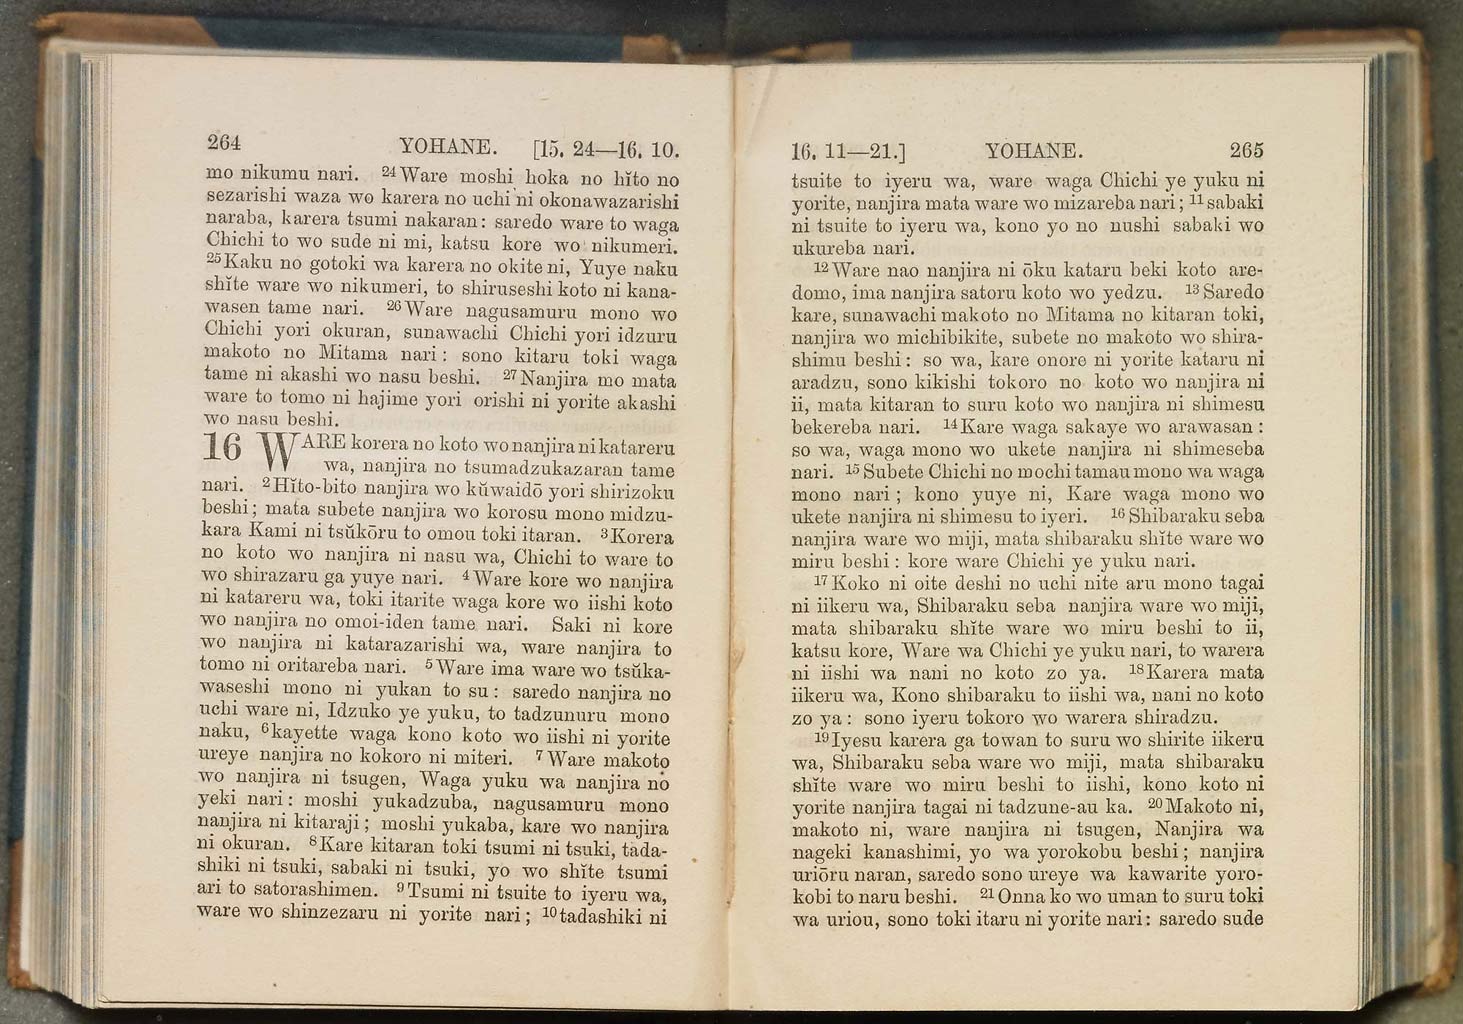 264 YOHANE. [15. 24—16. 10.
mo nikumu nari. 24 Ware moshi hoka no hĭto no
sezarishi waza wo karera no uchi ni okonawazarishi
naraba, karera tsumi nakaran: saredo ware to waga
Chichi to wo sude ni mi, katsu kore wo nikumeri.
25 Kaku no gotoki wa karera no okite ni, Yuye naku
shĭte ware wo nikumeri, to shiruseshi koto ni kana-
wasen tame nari. 26 Ware nagusamuru mono wo
Chichi yori okuran, sunawachi Chichi yori idzuru
makoto no Mitama nari: sono kitaru toki waga
tame ni akashi wo nasu beshi. 27 Nanjira mo mata
ware to tomo ni hajime yori orishi ni yorite akashi
wo nasu beshi.
16 WARE korera no koto wo nanjira ni katareru
wa, nanjira no tsumadzukazaran tame
nari. 2 Hĭto-bito nanjira wo kŭwaidō yori shirizoku
beshi; mata subete nanjira wo korosu mono midzu-
kara Kami ni tsŭkōru to omou toki itaran. 3 Korera
no koto wo nanjira ni nasu wa, Chichi to ware to
wo shirazaru ga yuye nari. 4 Ware kore wo nanjira
ni katareru wa, toki itarite waga kore wo iishi koto
wo nanjira no omoi-iden tame nari. Saki ni kore
wo nanjira ni katarazarishi wa, ware nanjira to
tomo ni oritareba nari. 5 Ware ima ware wo tsŭka-
waseshi mono ni yukan to su: saredo nanjira no
uchi ware ni, Idzuko ye yuku, to tadzunuru mono
naku, 6 kayette waga kono koto wo iishi ni yorite
ureye nanjira no kokoro ni miteri. 7 Ware makoto
wo nanjira ni tsugen, Waga yuku wa nanjira no
yeki nari: moshi yukadzuba, nagusamuru mono
nanjira ni kitaraji; moshi yukaba, kare wo nanjira
ni okuran. 8 Kare kitaran toki tsumi ni tsuki, tada-
shiki ni tsuki, sabaki ni tsuki, yo wo shĭte tsumi
ari to satorashimen. 9 Tsumi ni tsuite to iyeru wa,
ware wo shinzezaru ni yorite nari; 10 tadashiki ni
16. 11—21.] YOHANE. 265
tsuite to iyeru wa, ware waga Chichi ye yuku ni
yorite, nanjira mata ware wo mizareba nari; 11 sabaki
ni tsuite to iyeru wa, kono yo no nushi sabaki wo
ukureba nari.
12 Ware nao nanjira ni ōku kataru beki koto are-
domo, ima nanjira satoru koto wo yedzu. 13 Saredo
kare, sunawachi makoto no Mitama no kitaran toki,
nanjira wo michibikite, subete no makoto wo shira-
shimu beshi: so wa, kare onore ni yorite kataru ni
aradzu, sono kikishi tokoro no koto wo nanjira ni
ii, mata kitaran to suru koto wo nanjira ni shimesu
bekereba nari. 14 Kare waga sakaye wo arawasan:
so wa, waga mono wo ukete nanjira ni shimeseba
nari. 15 Subete Chichi no mochi tamau mono wa waga
mono nari; kono yuye ni, Kare waga mono wo
ukete nanjira ni shimesu to iyeri. 16 Shibaraku seba
nanjira ware wo miji, mata shibaraku shĭte ware wo
miru beshi: kore ware Chichi ye yuku nari.
17 Koko ni oite deshi no uchi nite aru mono tagai
ni iikeru wa, Shibaraku seba nanjira ware wo miji,
mata shibaraku shĭte ware wo miru beshi to ii,
katsu kore, Ware wa Chichi ye yuku nari, to warera
ni iishi wa nani no koto zo ya. 18 Karera mata
iikeru wa, Kono shibaraku to iishi wa, nani no koto
zo ya: sono iyeru tokoro wo warera shiradzu.
19 Iyesu karera ga towan to suru wo shirite iikeru
wa, Shibaraku seba ware wo miji, mata shibaraku
shĭte ware wo miru beshi to iishi, kono koto ni
yorite nanjira tagai ni tadzune-au ka. 20 Makoto ni,
makoto ni, ware nanjira ni tsugen, Nanjira wa
nageki kanashimi, yo wa yorokobu beshi; nanjira
uriōru naran, saredo sono ureye wa kawarite yoro-
kobi to naru beshi. 21 Onna ko wo uman to suru toki
wa uriou, sono toki itaru ni yorite nari: saredo sude